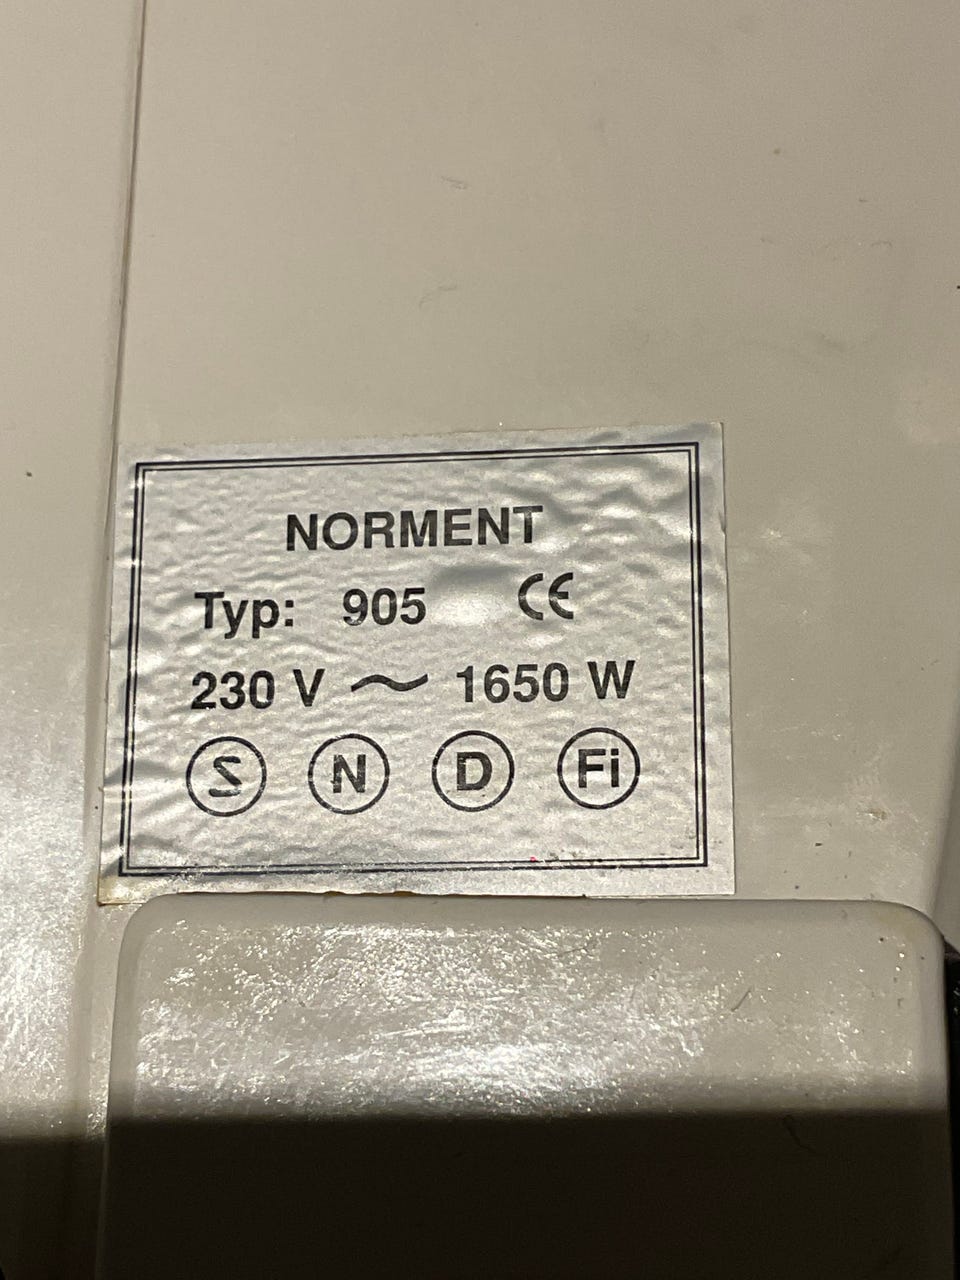 NORMENT
Typ: 905 CE
230 V ~ 1650 W
S N D Fi